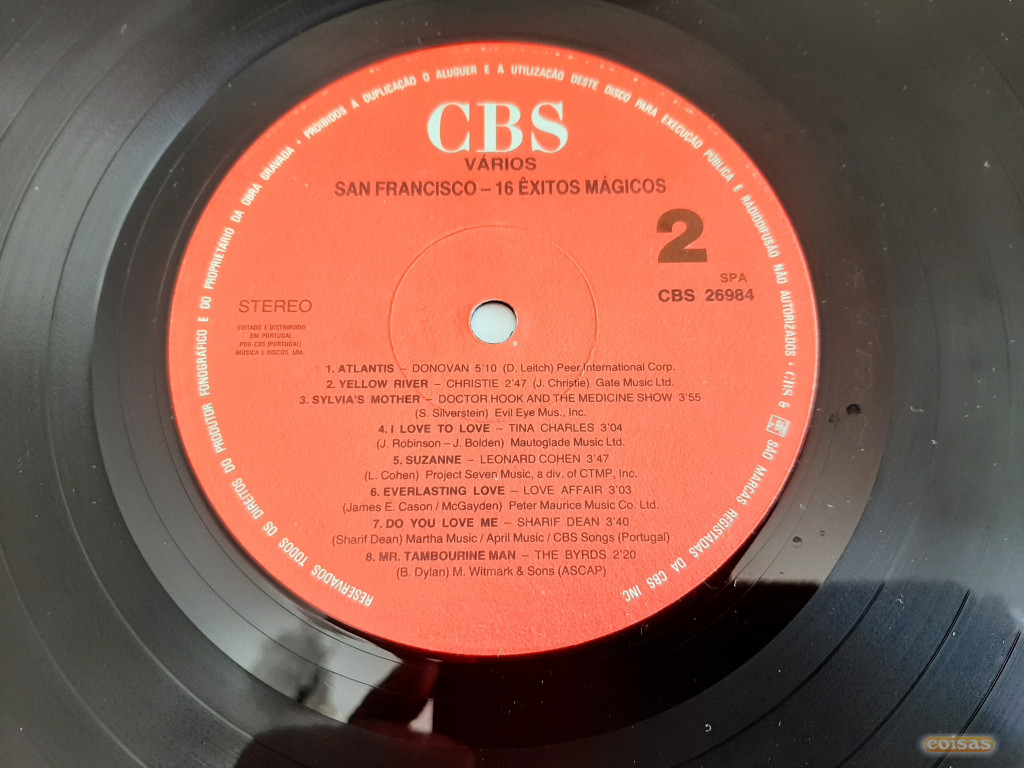 RESERVADOS TODOS OS DIREITOS DO PRODUTOR FONOGRÁFICO E DO PROPRIETARIO DA OBRA GRAVADA • PROIBIDOS A DUPLICAÇÃO O ALUGUER E A UTILIZAÇÃO DESTE DISCO PARA EXECUÇÃO PÚBLICA E RADIODIFUSÃO NÃO AUTORIZADOS • CBS & SÃO MARCAS REGISTADAS DA CBS INC.
CBS
VÁRIOS
SAN FRANCISCO – 16 ÊXITOS MÁGICOS
2
SPA
CBS 26984
STEREO
EDITADO E DISTRIBUIDO
EM PORTUGAL
POR CBS (PORTUGAL)
MÚSICA E DISCOS, LDA.
1. ATLANTIS – DONOVAN 5'10 (D. Leitch) Peer International Corp.
2. YELLOW RIVER – CHRISTIE 2'47 (J. Christie) Gate Music Ltd.
3. SYLVIA'S MOTHER – DOCTOR HOOK AND THE MEDICINE SHOW 3'55
(S. Silverstein) Evil Eye Mus., Inc.
4. I LOVE TO LOVE – TINA CHARLES 3'04
(J. Robinson – J. Bolden) Mautoglade Music Ltd.
5. SUZANNE – LEONARD COHEN 3'47
(L. Cohen) Project Seven Music, a div. of CTMP, Inc.
6. EVERLASTING LOVE – LOVE AFFAIR 3'03
(James E. Cason / McGayden) Peter Maurice Music Co. Ltd.
7. DO YOU LOVE ME – SHARIF DEAN 3'40
(Sharif Dean) Martha Music / April Music / CBS Songs (Portugal)
8. MR. TAMBOURINE MAN – THE BYRDS 2'20
(B. Dylan) M. Witmark & Sons (ASCAP)
coisas